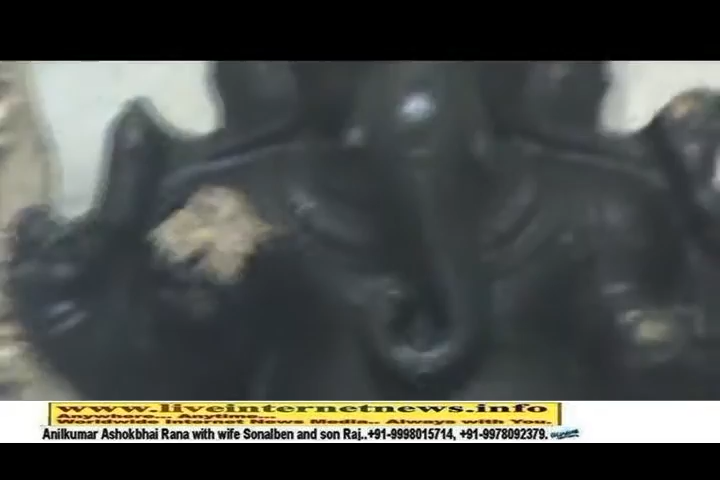 www.liveinternetnews.info
Anywhere... Anytime...
Worldwide Internet News Media.. Always with You.
Anilkumar Ashokbhai Rana with wife Sonalben and son Raj..+91-9998015714, +91-9978092379.